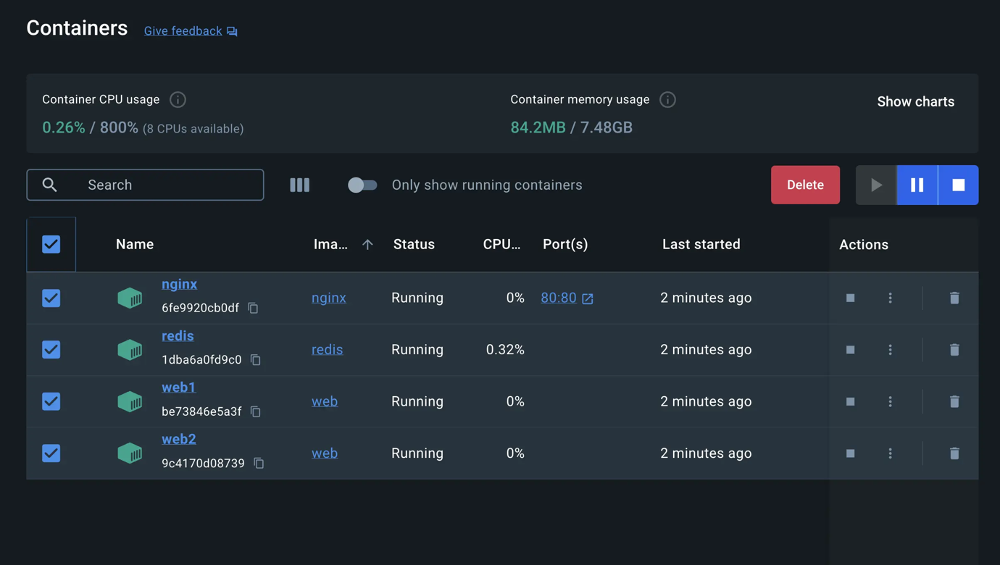 Containers Give feedback
Container CPU usage
0.26% / 800% (8 CPUs available)
Container memory usage
84.2MB / 7.48GB
Show charts
Search
Only show running containers
Delete
Name Ima... Status CPU... Port(s) Last started Actions
nginx
6fe9920cb0df
nginx Running 0% 80:80 2 minutes ago
redis
1dba6a0fd9c0
redis Running 0.32% 2 minutes ago
web1
be73846e5a3f
web Running 0% 2 minutes ago
web2
9c4170d08739
web Running 0% 2 minutes ago